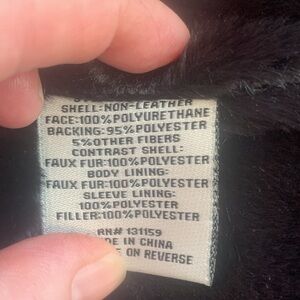 SHELL:NON-LEATHER
FACE:100%POLYURETHANE
BACKING:95%POLYESTER
5%OTHER FIBERS
CONTRAST SHELL:
FAUX FUR:100%POLYESTER
BODY LINING:
FAUX FUR:100%POLYESTER
SLEEVE LINING:
100%POLYESTER
FILLER:100%POLYESTER
RN# 131159
IN CHINA
ON REVERSE